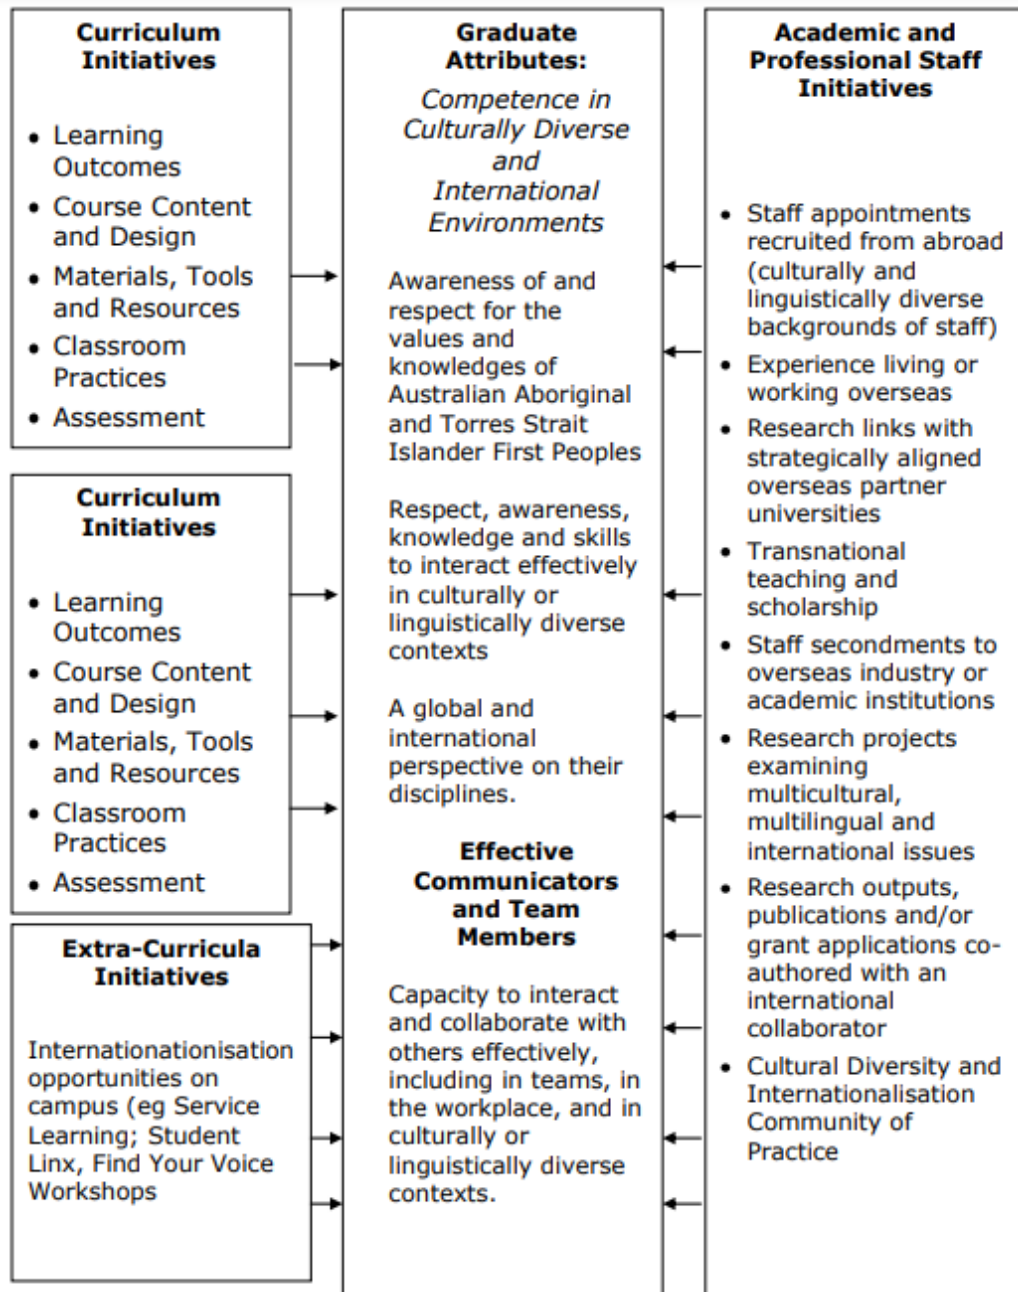 Curriculum
Initiatives
• Learning
Outcomes
• Course Content
and Design
• Materials, Tools
and Resources
• Classroom
Practices
• Assessment
Curriculum
Initiatives
• Learning
Outcomes
• Course Content
and Design
• Materials, Tools
and Resources
• Classroom
Practices
• Assessment
Extra-Curricula
Initiatives
Internationationisation
opportunities on
campus (eg Service
Learning; Student
Linx, Find Your Voice
Workshops
Graduate
Attributes:
Competence in
Culturally Diverse
and
International
Environments
Awareness of and
respect for the
values and
knowledges of
Australian Aboriginal
and Torres Strait
Islander First Peoples
Respect, awareness,
knowledge and skills
to interact effectively
in culturally or
linguistically diverse
contexts
A global and
international
perspective on their
disciplines.
Effective
Communicators
and Team
Members
Capacity to interact
and collaborate with
others effectively,
including in teams, in
the workplace, and in
culturally or
linguistically diverse
contexts.
Academic and
Professional Staff
Initiatives
• Staff appointments
recruited from abroad
(culturally and
linguistically diverse
backgrounds of staff)
• Experience living or
working overseas
• Research links with
strategically aligned
overseas partner
universities
• Transnational
teaching and
scholarship
• Staff secondments to
overseas industry or
academic institutions
• Research projects
examining
multicultural,
multilingual and
international issues
• Research outputs,
publications and/or
grant applications co-
authored with an
international
collaborator
• Cultural Diversity and
Internationalisation
Community of
Practice